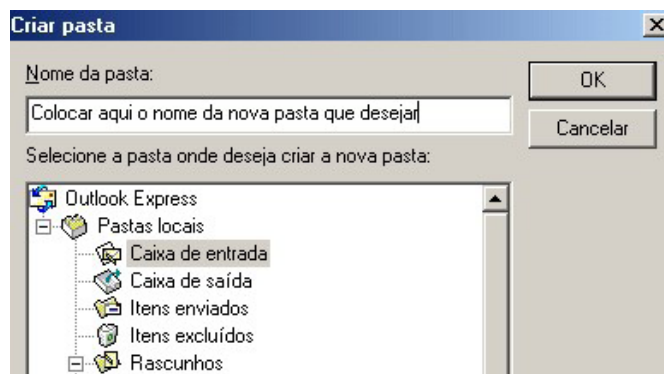 Criar pasta
Nome da pasta:
OK
Colocar aqui o nome da nova pasta que desejar
Cancelar
Selecione a pasta onde deseja criar a nova pasta:
Outlook Express
Pastas locais
Caixa de entrada
Caixa de saída
Itens enviados
Itens excluídos
Rascunhos